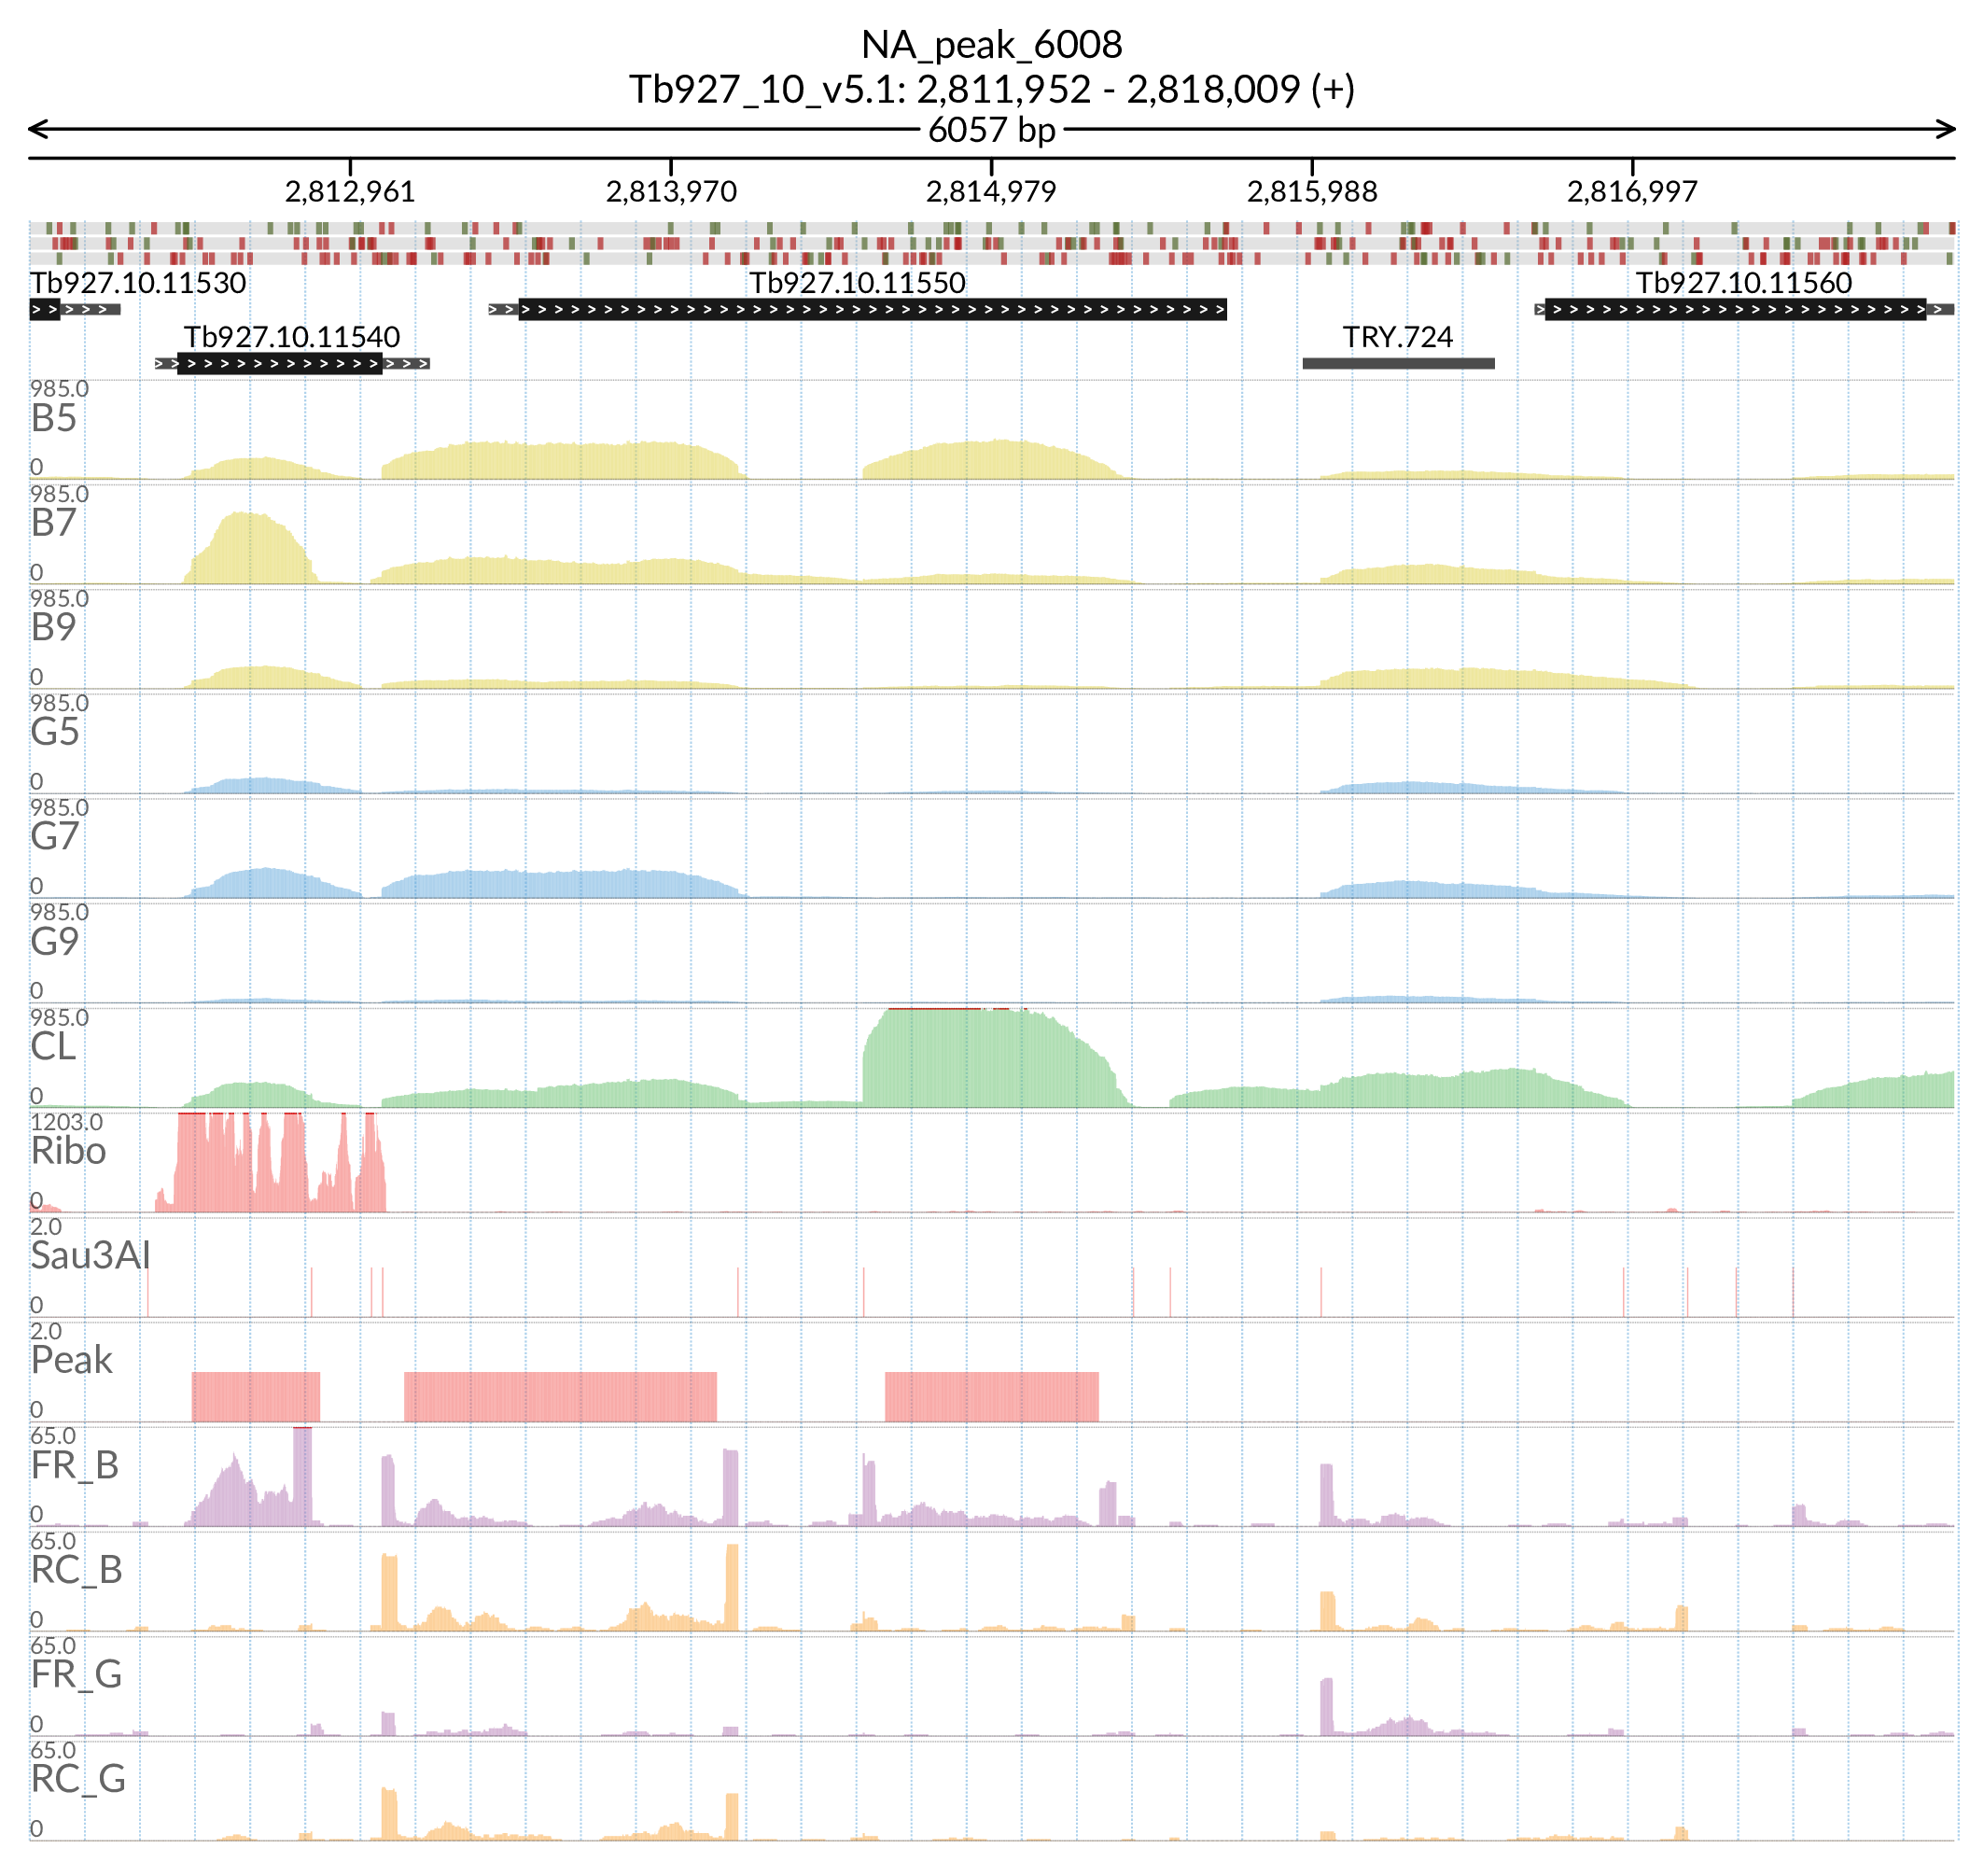 NA_peak_6008
Tb927_10_v5.1: 2,811,952 - 2,818,009 (+)
6057 bp
2,812,961 2,813,970 2,814,979 2,815,988 2,816,997
Tb927.10.11530 Tb927.10.11550 Tb927.10.11560
Tb927.10.11540 TRY.724
985.0
B5
0
985.0
B7
0
985.0
B9
0
985.0
G5
0
985.0
G7
0
985.0
G9
0
985.0
CL
0
1203.0
Ribo
0
2.0
Sau3AI
0
2.0
Peak
0
65.0
FR_B
0
65.0
RC_B
0
65.0
FR_G
0
65.0
RC_G
0